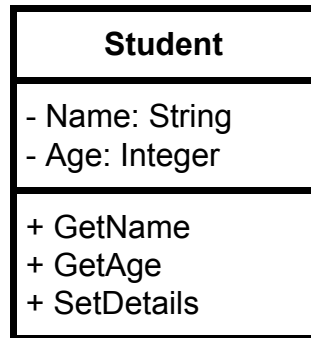 Student
- Name: String
- Age: Integer
+ GetName
+ GetAge
+ SetDetails